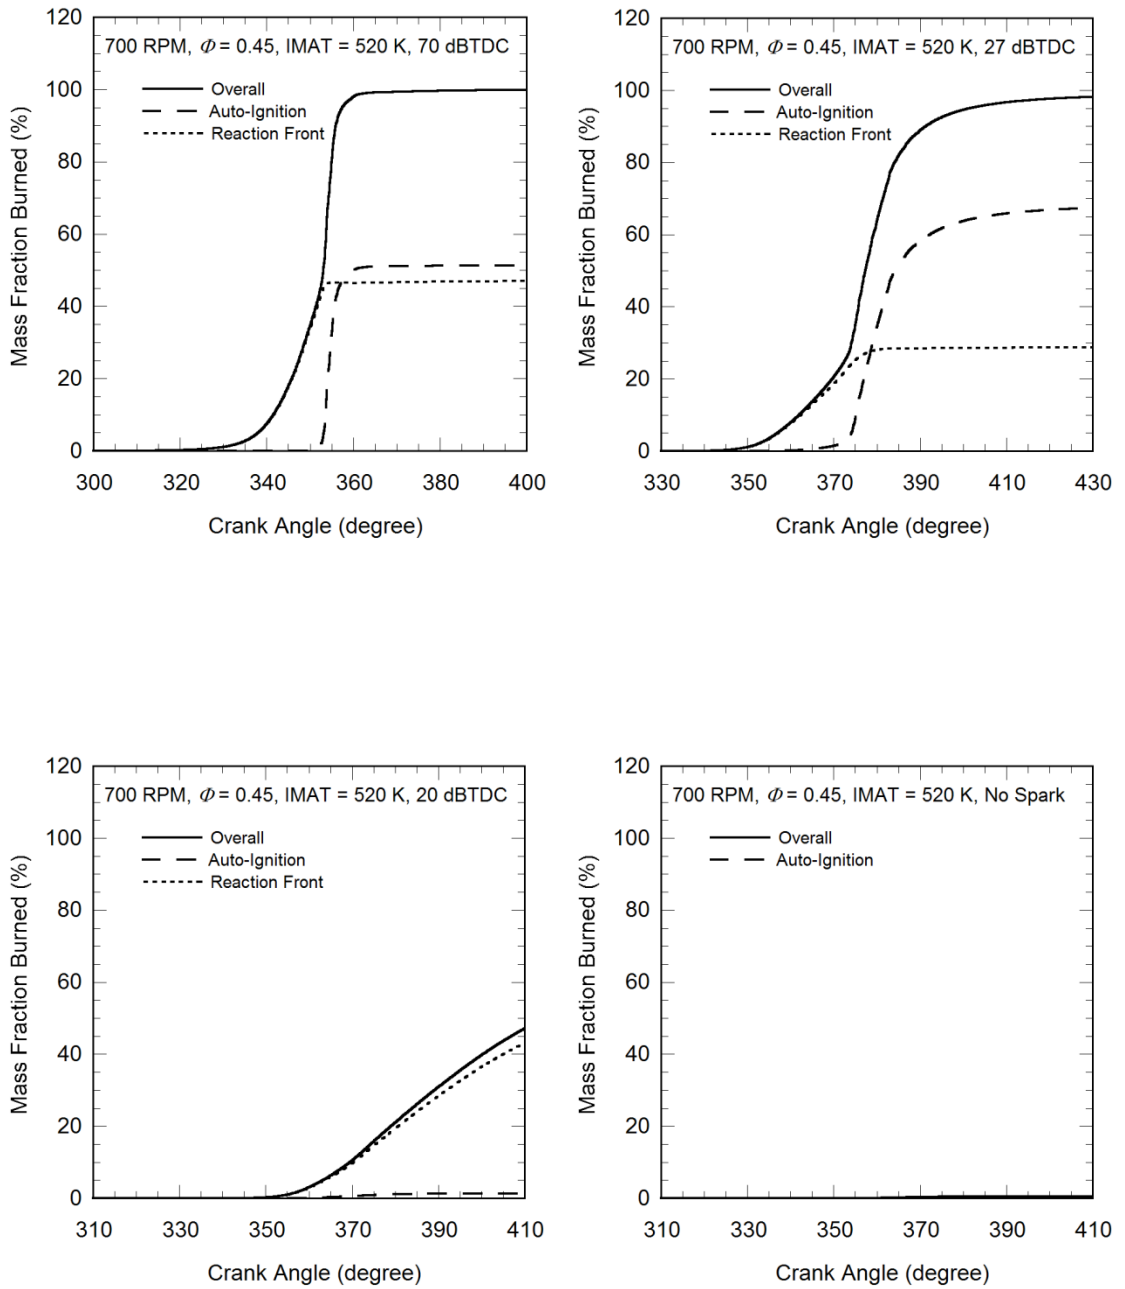 700 RPM, Φ = 0.45, IMAT = 520 K, 70 dBTDC
Overall
Auto-Ignition
Reaction Front
Mass Fraction Burned (%)
120
100
80
60
40
20
0
300 320 340 360 380 400
Crank Angle (degree)
700 RPM, Φ = 0.45, IMAT = 520 K, 27 dBTDC
Overall
Auto-Ignition
Reaction Front
Mass Fraction Burned (%)
120
100
80
60
40
20
0
330 350 370 390 410 430
Crank Angle (degree)
700 RPM, Φ = 0.45, IMAT = 520 K, 20 dBTDC
Overall
Auto-Ignition
Reaction Front
Mass Fraction Burned (%)
120
100
80
60
40
20
0
310 330 350 370 390 410
Crank Angle (degree)
700 RPM, Φ = 0.45, IMAT = 520 K, No Spark
Overall
Auto-Ignition
Mass Fraction Burned (%)
120
100
80
60
40
20
0
310 330 350 370 390 410
Crank Angle (degree)